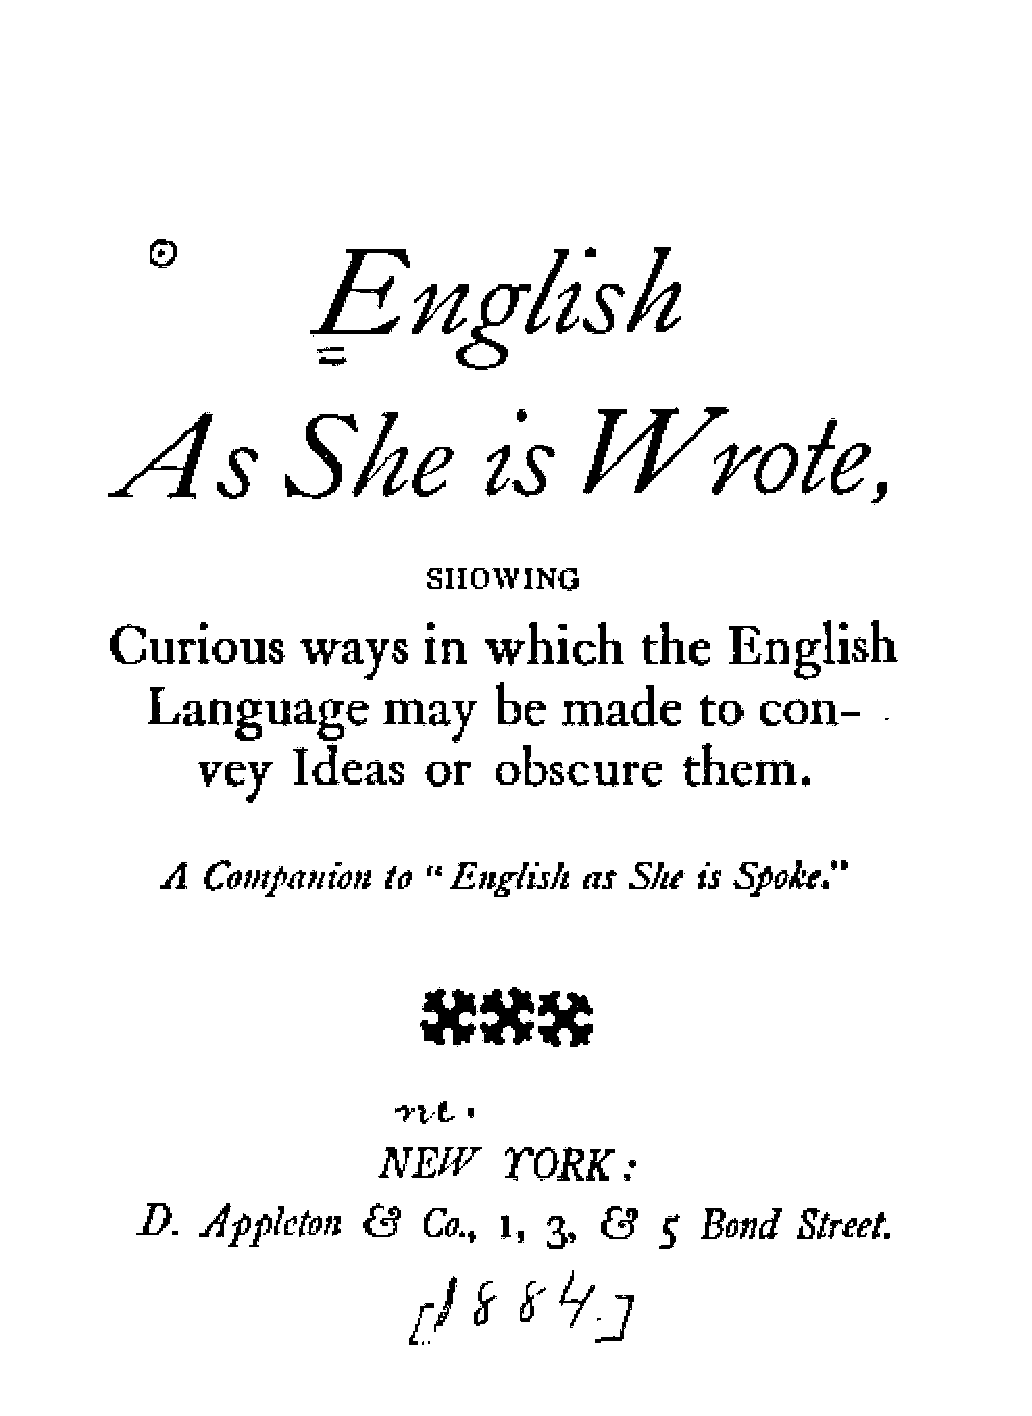 English
As She is Wrote,
SHOWING
Curious ways in which the English
Language may be made to con-
vey Ideas or obscure them.
A Companion to “English as She is Spoke.”
NEW YORK:
D. Appleton & Co., 1, 3, & 5 Bond Street.
[1884.]